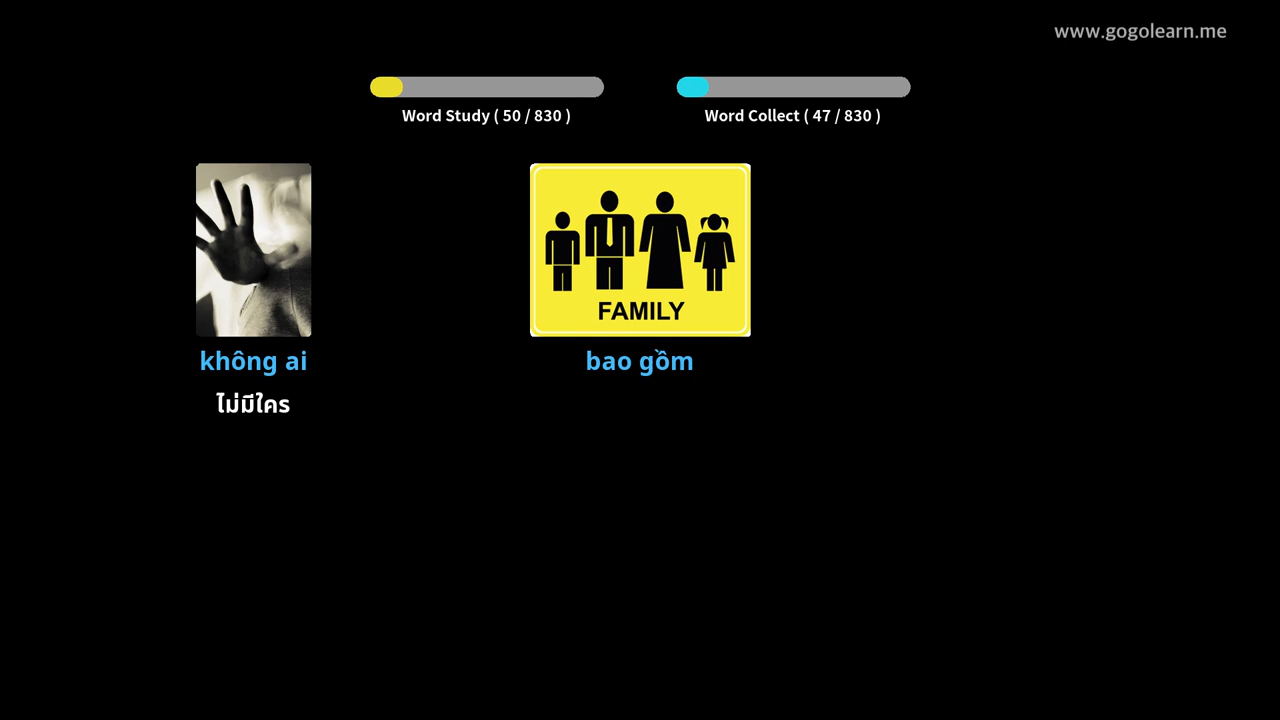 www.gogolearn.me
Word Study ( 50 / 830 )
Word Collect ( 47 / 830 )
FAMILY
không ai
bao gồm
ไม่มีใคร